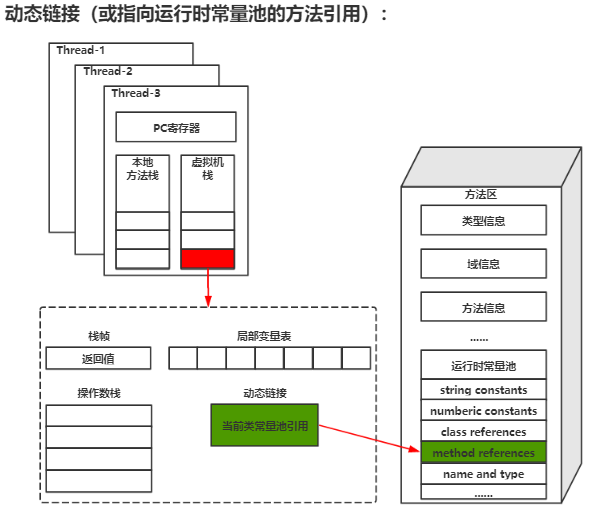 动态链接（或指向运行时常量池的方法引用）：
Thread-1
Thread-2
Thread-3
PC寄存器
本地
方法栈
虚拟机
栈
栈帧
返回值
局部变量表
操作数栈
动态链接
当前类常量池引用
方法区
类型信息
域信息
方法信息
......
运行时常量池
string constants
numberic constants
class references
method references
name and type
......